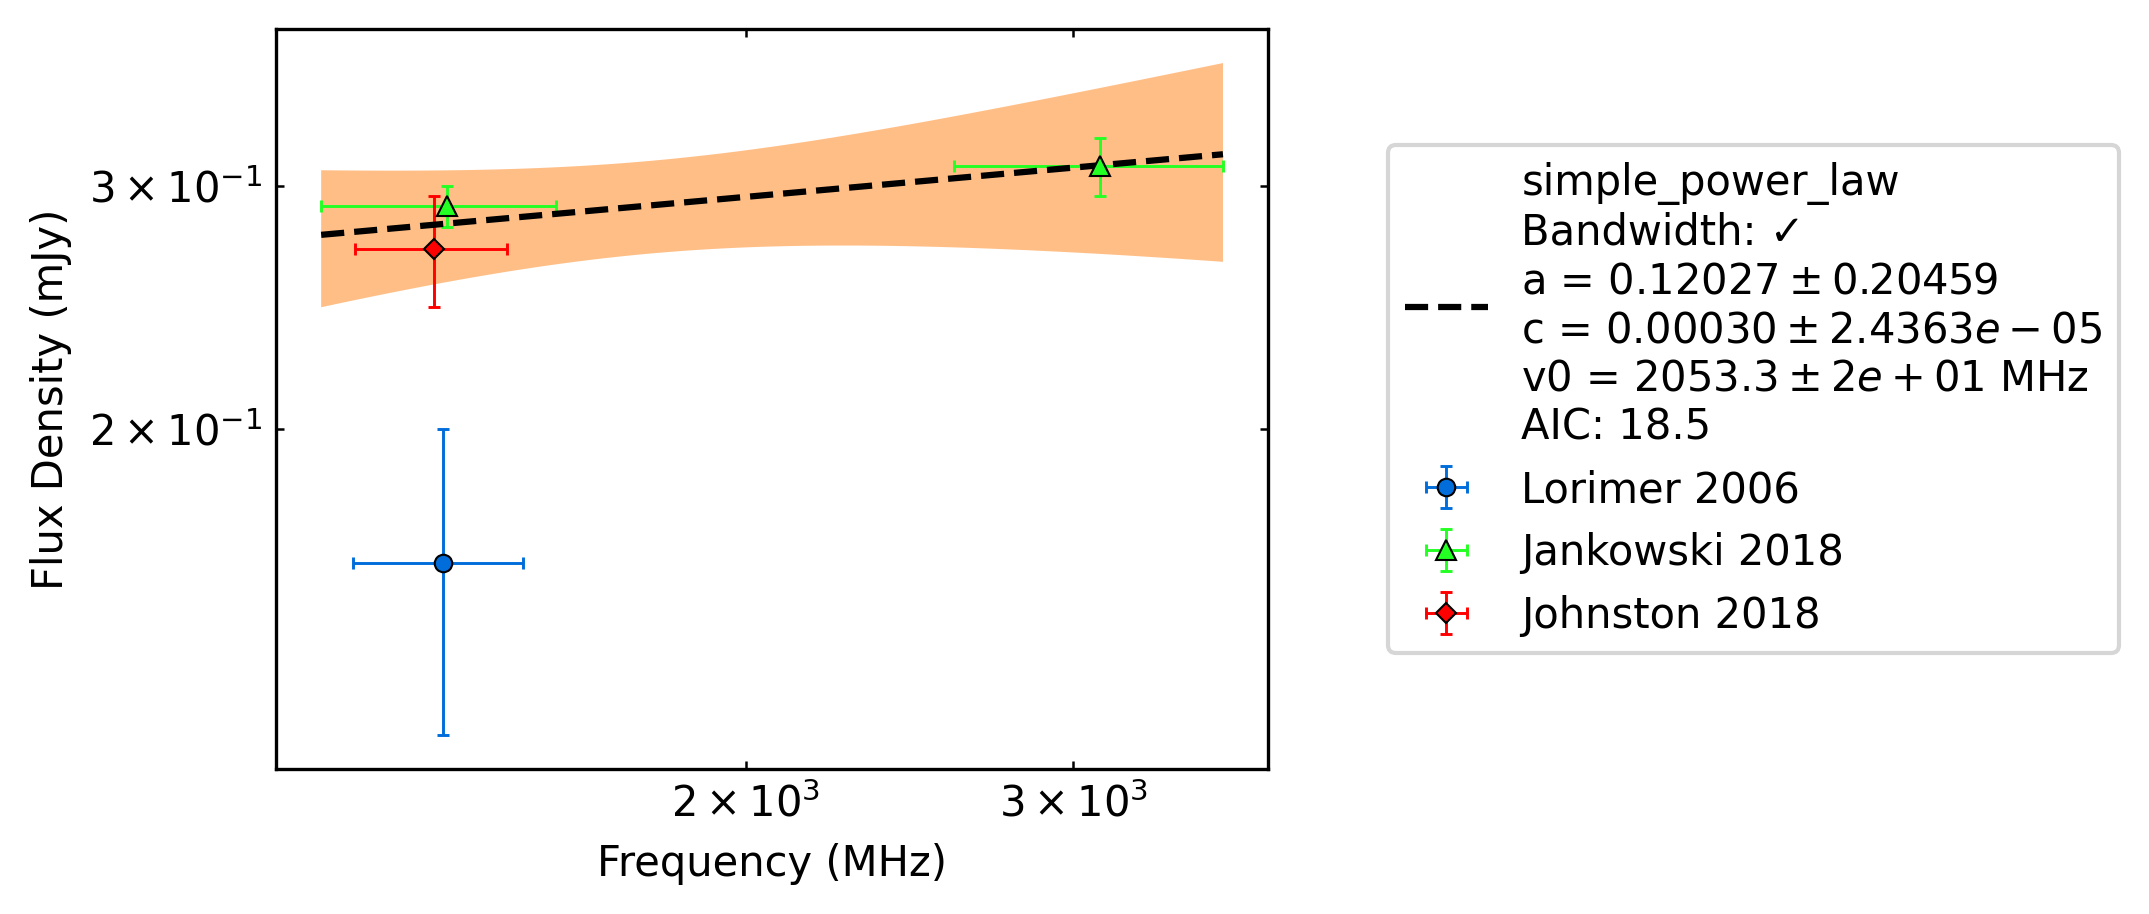 Flux Density (mJy)
3 × 10⁻¹
2 × 10⁻¹
2 × 10³
3 × 10³
Frequency (MHz)
simple_power_law
Bandwidth: ✓
a = 0.12027 ± 0.20459
c = 0.00030 ± 2.4363e − 05
v0 = 2053.3 ± 2e + 01 MHz
AIC: 18.5
Lorimer 2006
Jankowski 2018
Johnston 2018